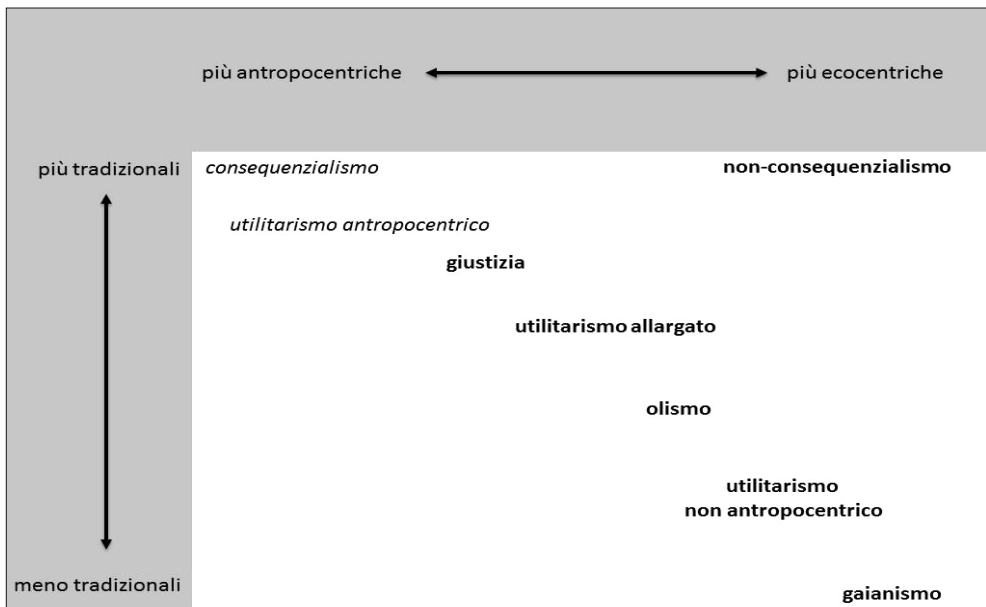 più antropocentriche
più ecocentriche
più tradizionali
consequenzialismo
non-consequenzialismo
utilitarismo antropocentrico
giustizia
utilitarismo allargato
olismo
utilitarismo
non antropocentrico
meno tradizionali
gaianismo